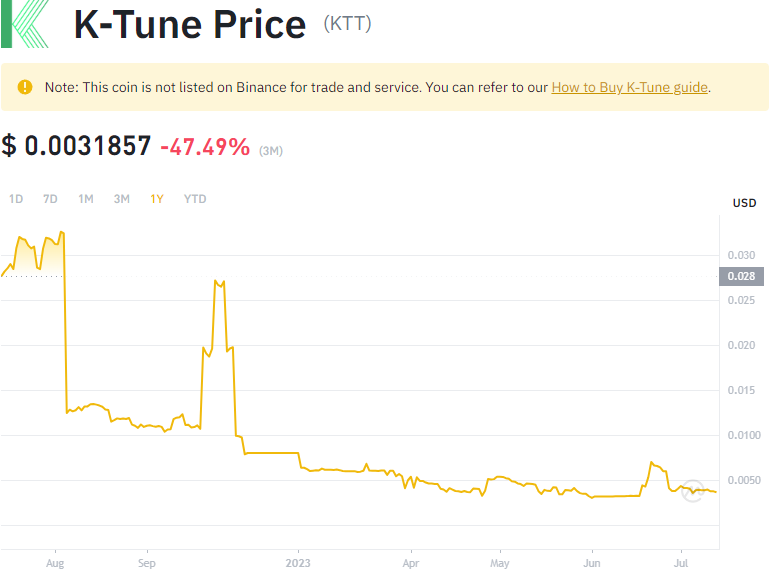 K-Tune Price (KTT)
Note: This coin is not listed on Binance for trade and service. You can refer to our How to Buy K-Tune guide.
$ 0.0031857 -47.49% (3M)
1D 7D 1M 3M 1Y YTD
USD
0.030
0.028
0.025
0.020
0.015
0.0100
0.0050
Aug Sep 2023 Apr May Jun Jul